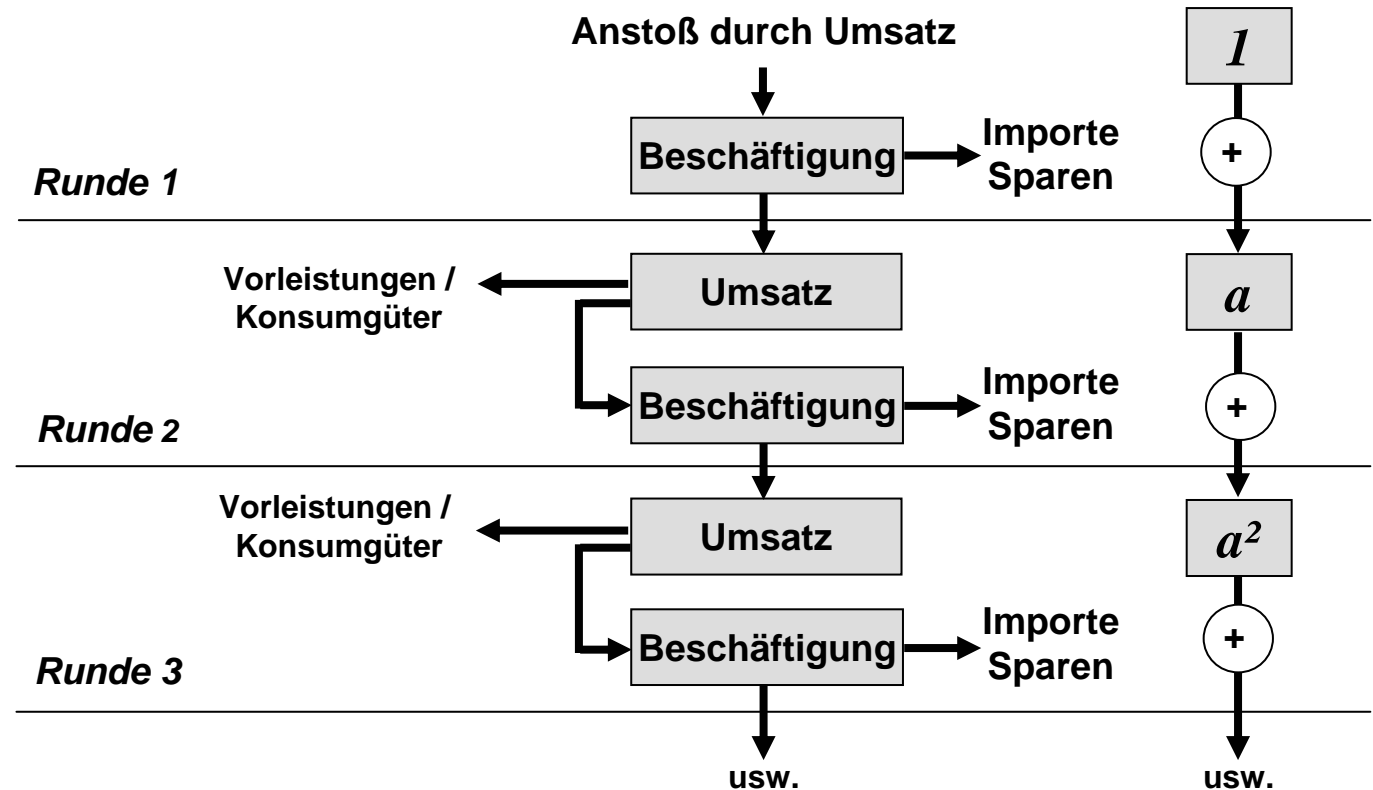 Anstoß durch Umsatz
1
Beschäftigung
Importe
Sparen
+
Runde 1
Vorleistungen /
Konsumgüter
Umsatz
a
Beschäftigung
Importe
Sparen
+
Runde 2
Vorleistungen /
Konsumgüter
Umsatz
a²
Beschäftigung
Importe
Sparen
+
Runde 3
usw.
usw.